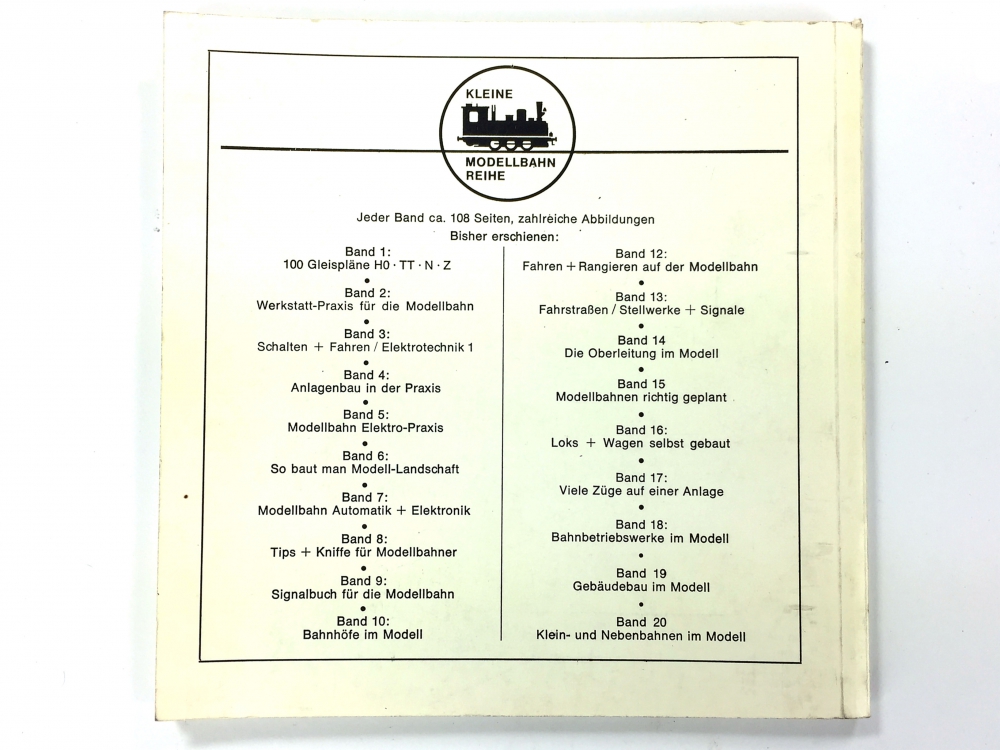 KLEINE
MODELLBAHN
REIHE
Jeder Band ca. 108 Seiten, zahlreiche Abbildungen
Bisher erschienen:
Band 1:
100 Gleispläne H0 · TT · N · Z
Band 2:
Werkstatt-Praxis für die Modellbahn
Band 3:
Schalten + Fahren / Elektrotechnik 1
Band 4:
Anlagenbau in der Praxis
Band 5:
Modellbahn Elektro-Praxis
Band 6:
So baut man Modell-Landschaft
Band 7:
Modellbahn Automatik + Elektronik
Band 8:
Tips + Kniffe für Modellbahner
Band 9:
Signalbuch für die Modellbahn
Band 10:
Bahnhöfe im Modell
Band 12:
Fahren + Rangieren auf der Modellbahn
Band 13:
Fahrstraßen / Stellwerke + Signale
Band 14
Die Oberleitung im Modell
Band 15
Modellbahnen richtig geplant
Band 16:
Loks + Wagen selbst gebaut
Band 17:
Viele Züge auf einer Anlage
Band 18:
Bahnbetriebswerke im Modell
Band 19
Gebäudebau im Modell
Band 20
Klein- und Nebenbahnen im Modell